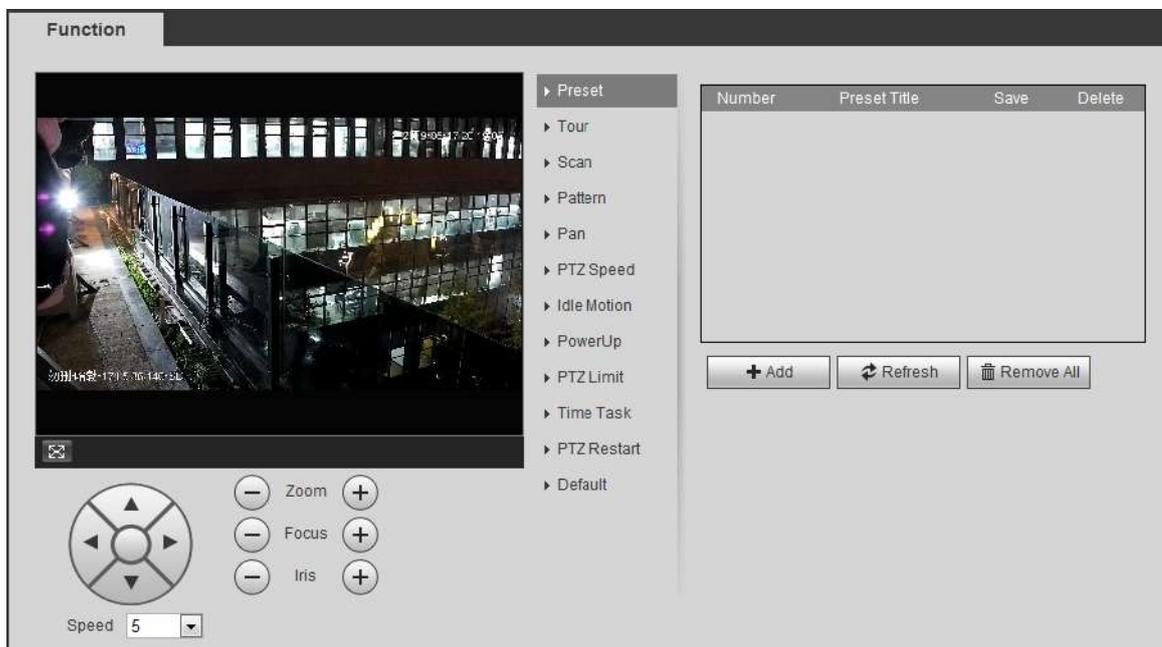 Function
Preset
Tour
Scan
Pattern
Pan
PTZ Speed
Idle Motion
PowerUp
PTZ Limit
Time Task
PTZ Restart
Default
Number Preset Title Save Delete
Add Refresh Remove All
Zoom
Focus
Iris
Speed 5